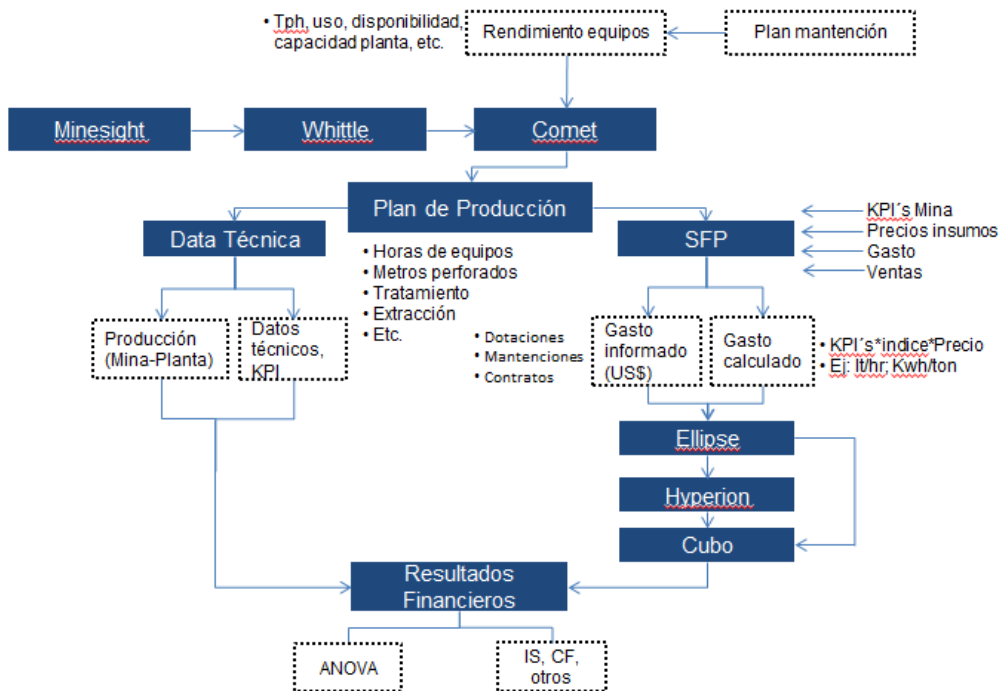 • Tph, uso, disponibilidad,
capacidad planta, etc.
Rendimiento equipos
Plan mantención
Minesight
Whittle
Comet
Plan de Producción
Data Técnica
SFP
KPI´s Mina
Precios insumos
Gasto
Ventas
• Horas de equipos
• Metros perforados
• Tratamiento
• Extracción
• Etc.
Producción
(Mina-Planta)
Datos
técnicos,
KPI
• Dotaciones
• Mantenciones
• Contratos
Gasto
informado
(US$)
Gasto
calculado
• KPI´s*indice*Precio
• Ej: lt/hr; Kwh/ton
Ellipse
Hyperion
Cubo
Resultados
Financieros
ANOVA
IS, CF,
otros